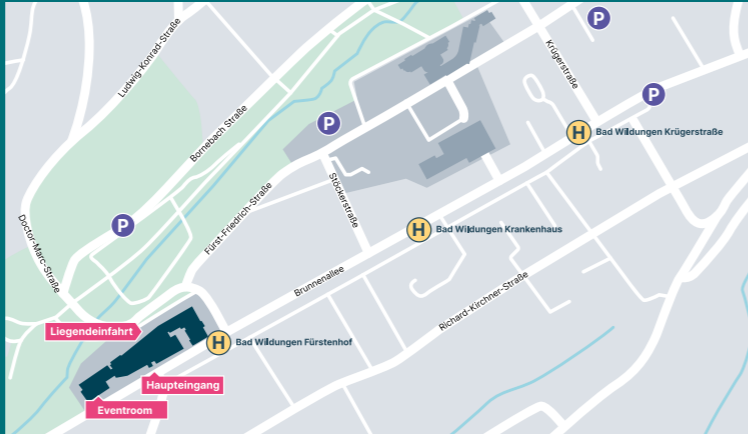 P
Ludwig-Konrad-Straße
Krügerstraße
P
P
Bornebach Straße
H Bad Wildungen Krügerstraße
Stöckerstraße
Fürst-Friedrich-Straße
P
Doctor-Marc-Straße
H Bad Wildungen Krankenhaus
Brunnenallee
Richard-Kirchner-Straße
Liegendeinfahrt
H Bad Wildungen Fürstenhof
Haupteingang
Eventroom